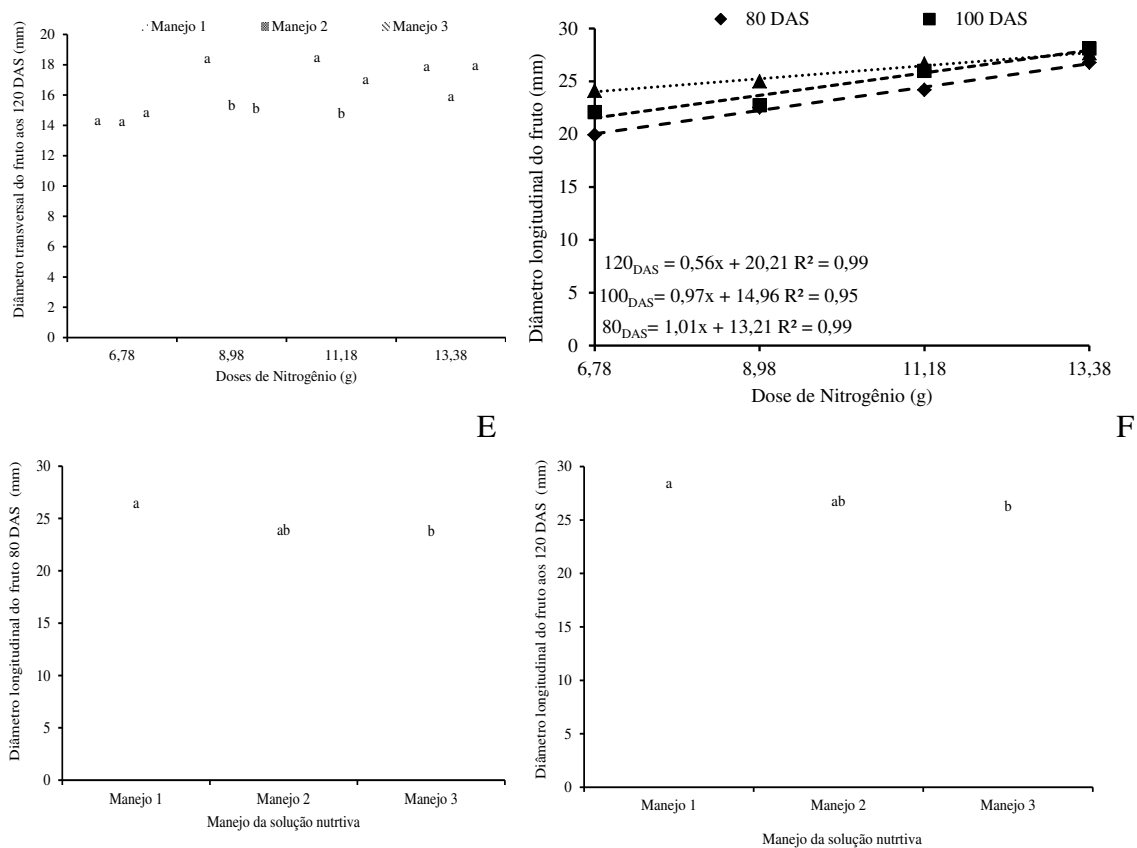 Manejo 1 Manejo 2 Manejo 3
Diâmetro transversal do fruto aos 120 DAS (mm)
20
18
16
14
12
10
8
6
4
2
0
a a a a b b a b a a a a
6,78 8,98 11,18 13,38
Doses de Nitrogênio (g)
80 DAS 100 DAS
Diâmetro longitudinal do fruto (mm)
30
25
20
15
10
5
0
120DAS = 0,56x + 20,21 R² = 0,99
100DAS= 0,97x + 14,96 R² = 0,95
80DAS= 1,01x + 13,21 R² = 0,99
6,78 8,98 11,18 13,38
Dose de Nitrogênio (g)
E
F
Diâmetro longitudinal do fruto 80 DAS (mm)
30
25
20
15
10
5
0
a ab b
Manejo 1 Manejo 2 Manejo 3
Manejo da solução nutrtiva
Diâmetro longitudinal do fruto aos 120 DAS (mm)
30
25
20
15
10
5
0
a ab b
Manejo 1 Manejo 2 Manejo 3
Manejo da solução nutrtiva